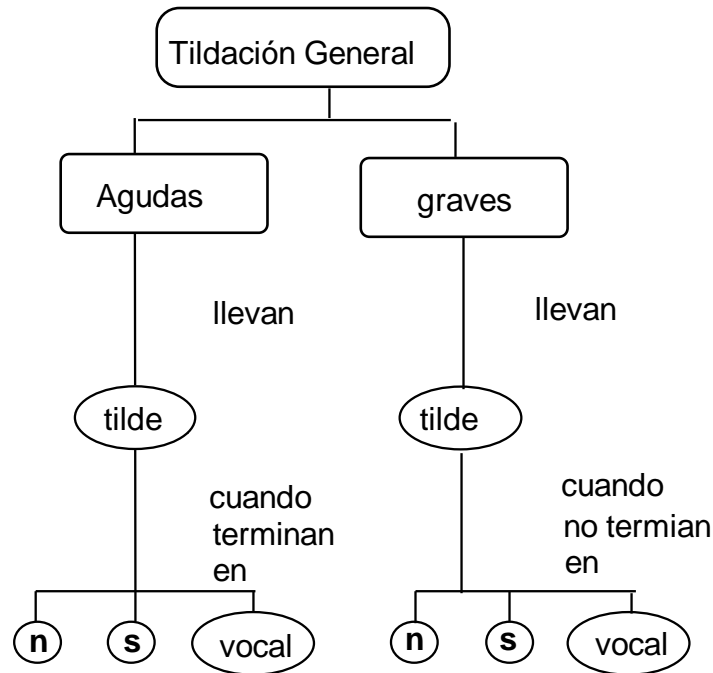 Tildación General
Agudas
graves
llevan
llevan
tilde
tilde
cuando
terminan
en
cuando
no termian
en
n
s
vocal
n
s
vocal